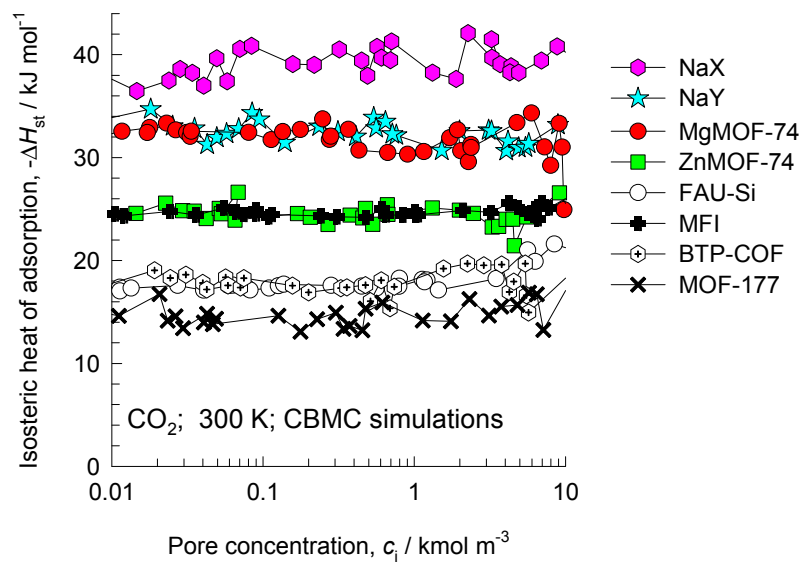 Isosteric heat of adsorption, -ΔH_st / kJ mol⁻¹
40
30
20
10
0
0.01 0.1 1 10
CO₂; 300 K; CBMC simulations
Pore concentration, c_i / kmol m⁻³
NaX
NaY
MgMOF-74
ZnMOF-74
FAU-Si
MFI
BTP-COF
MOF-177